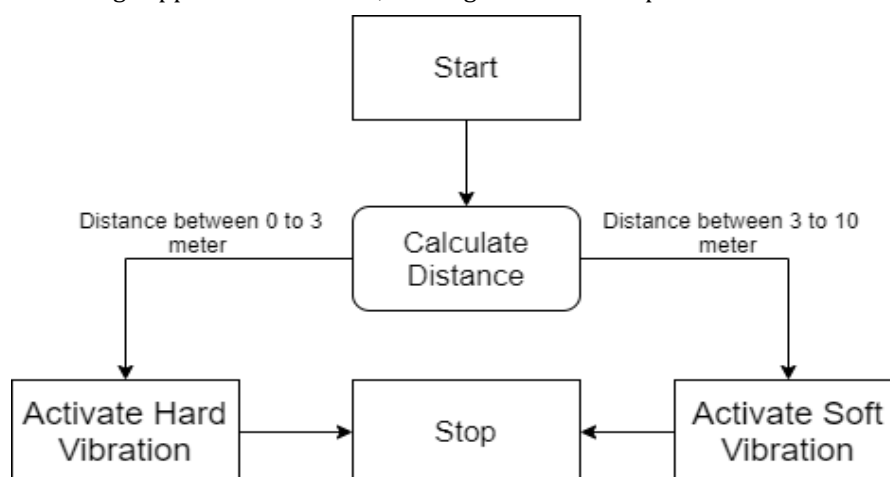 Start
Distance between 0 to 3
meter
Calculate
Distance
Distance between 3 to 10
meter
Activate Hard
Vibration
Stop
Activate Soft
Vibration